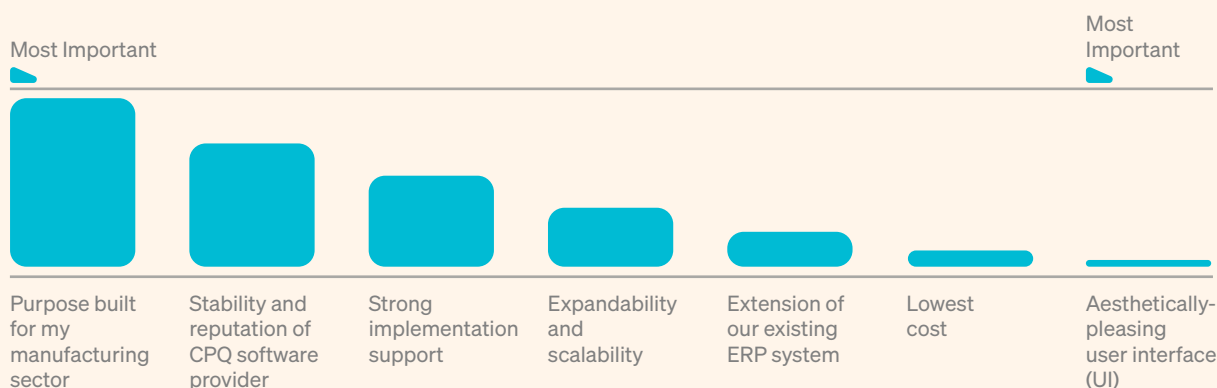 Most Important
Most
Important
Purpose built
for my
manufacturing
sector
Stability and
reputation of
CPQ software
provider
Strong
implementation
support
Expandability
and
scalability
Extension of
our existing
ERP system
Lowest
cost
Aesthetically-
pleasing
user interface
(UI)